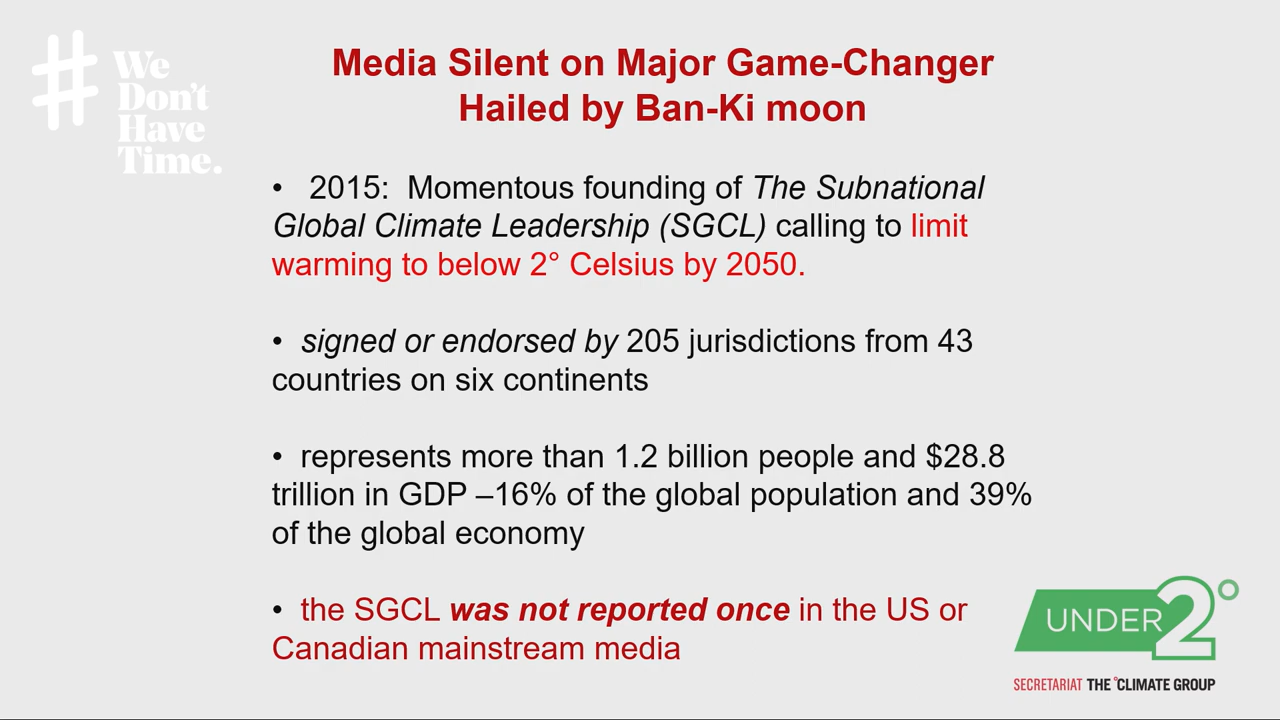 # We
Don't
Have
Time.
Media Silent on Major Game-Changer
Hailed by Ban-Ki moon
• 2015: Momentous founding of The Subnational
Global Climate Leadership (SGCL) calling to limit
warming to below 2° Celsius by 2050.
• signed or endorsed by 205 jurisdictions from 43
countries on six continents
• represents more than 1.2 billion people and $28.8
trillion in GDP –16% of the global population and 39%
of the global economy
• the SGCL was not reported once in the US or
Canadian mainstream media
UNDER 2°
SECRETARIAT THE °CLIMATE GROUP